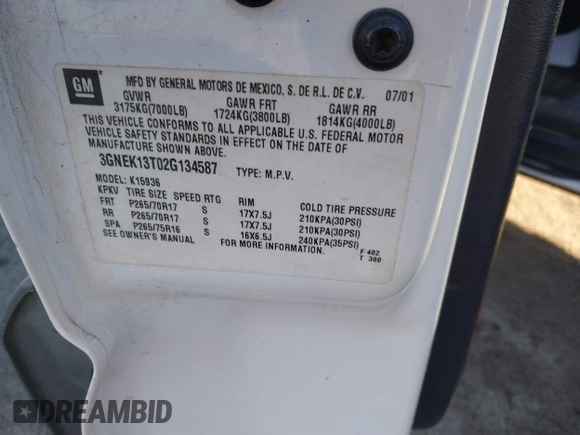 GM
MFD BY GENERAL MOTORS DE MEXICO, S. DE R.L. DE C.V. 07/01
GVWR GAWR FRT GAWR RR
3175KG(7000LB) 1724KG(3800LB) 1814KG(4000LB)
THIS VEHICLE CONFORMS TO ALL APPLICABLE U.S. FEDERAL MOTOR
VEHICLE SAFETY STANDARDS IN EFFECT ON THE DATE OF
MANUFACTURE SHOWN ABOVE.
3GNEK13T02G134587 TYPE: M.P.V.
MODEL: K15936
KPKV TIRE SIZE SPEED RTG RIM COLD TIRE PRESSURE
FRT P265/70R17 S 17X7.5J 210KPA(30PSI)
RR P265/70R17 S 17X7.5J 210KPA(30PSI)
SPA P265/75R16 S 16X6.5J 240KPA(35PSI)
SEE OWNER'S MANUAL FOR MORE INFORMATION.
F 402
T 380
DREAMBID